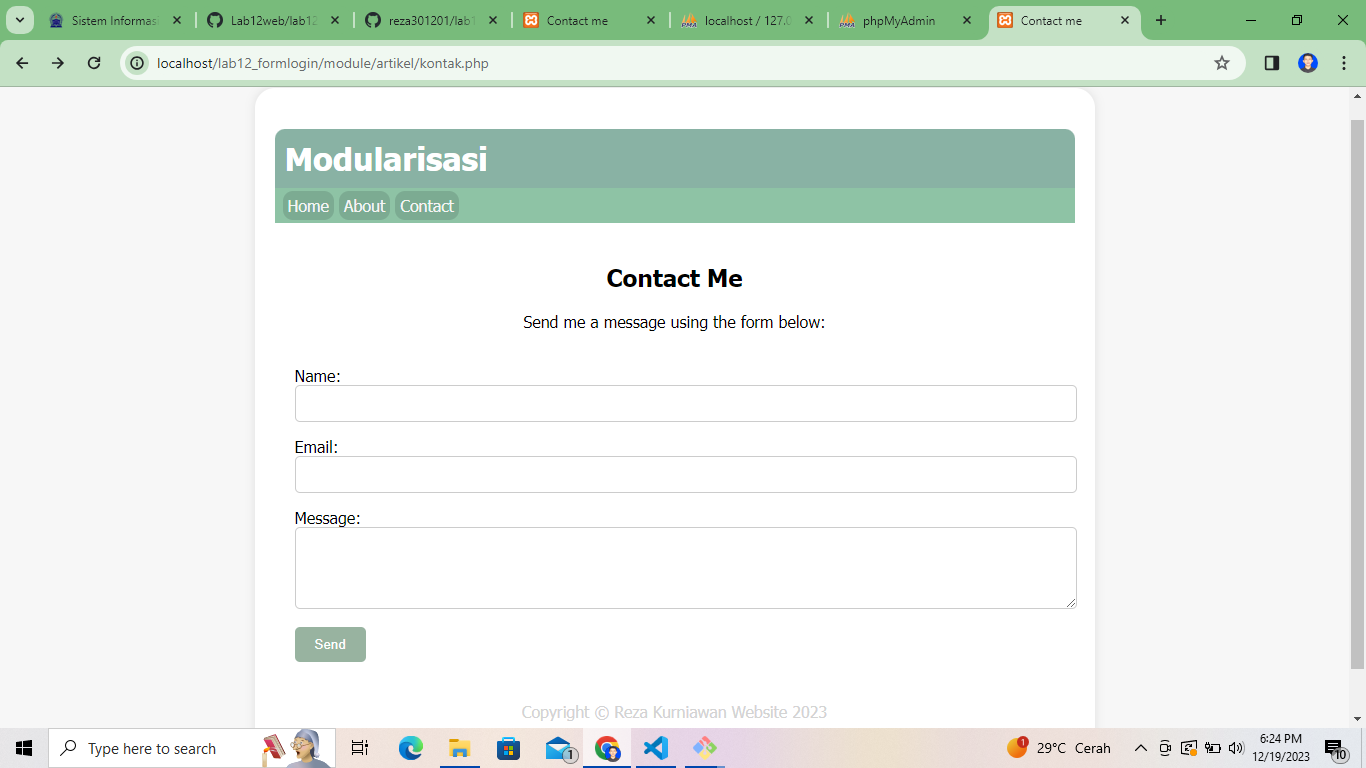 Sistem Informasi
Lab12web/lab12
reza301201/lab1
Contact me
localhost / 127.0
phpMyAdmin
Contact me
localhost/lab12_formlogin/module/artikel/kontak.php
Modularisasi
Home About Contact
Contact Me
Send me a message using the form below:
Name:
Email:
Message:
Send
Copyright © Reza Kurniawan Website 2023
Type here to search
1
1
29°C Cerah
6:24 PM
12/19/2023
10